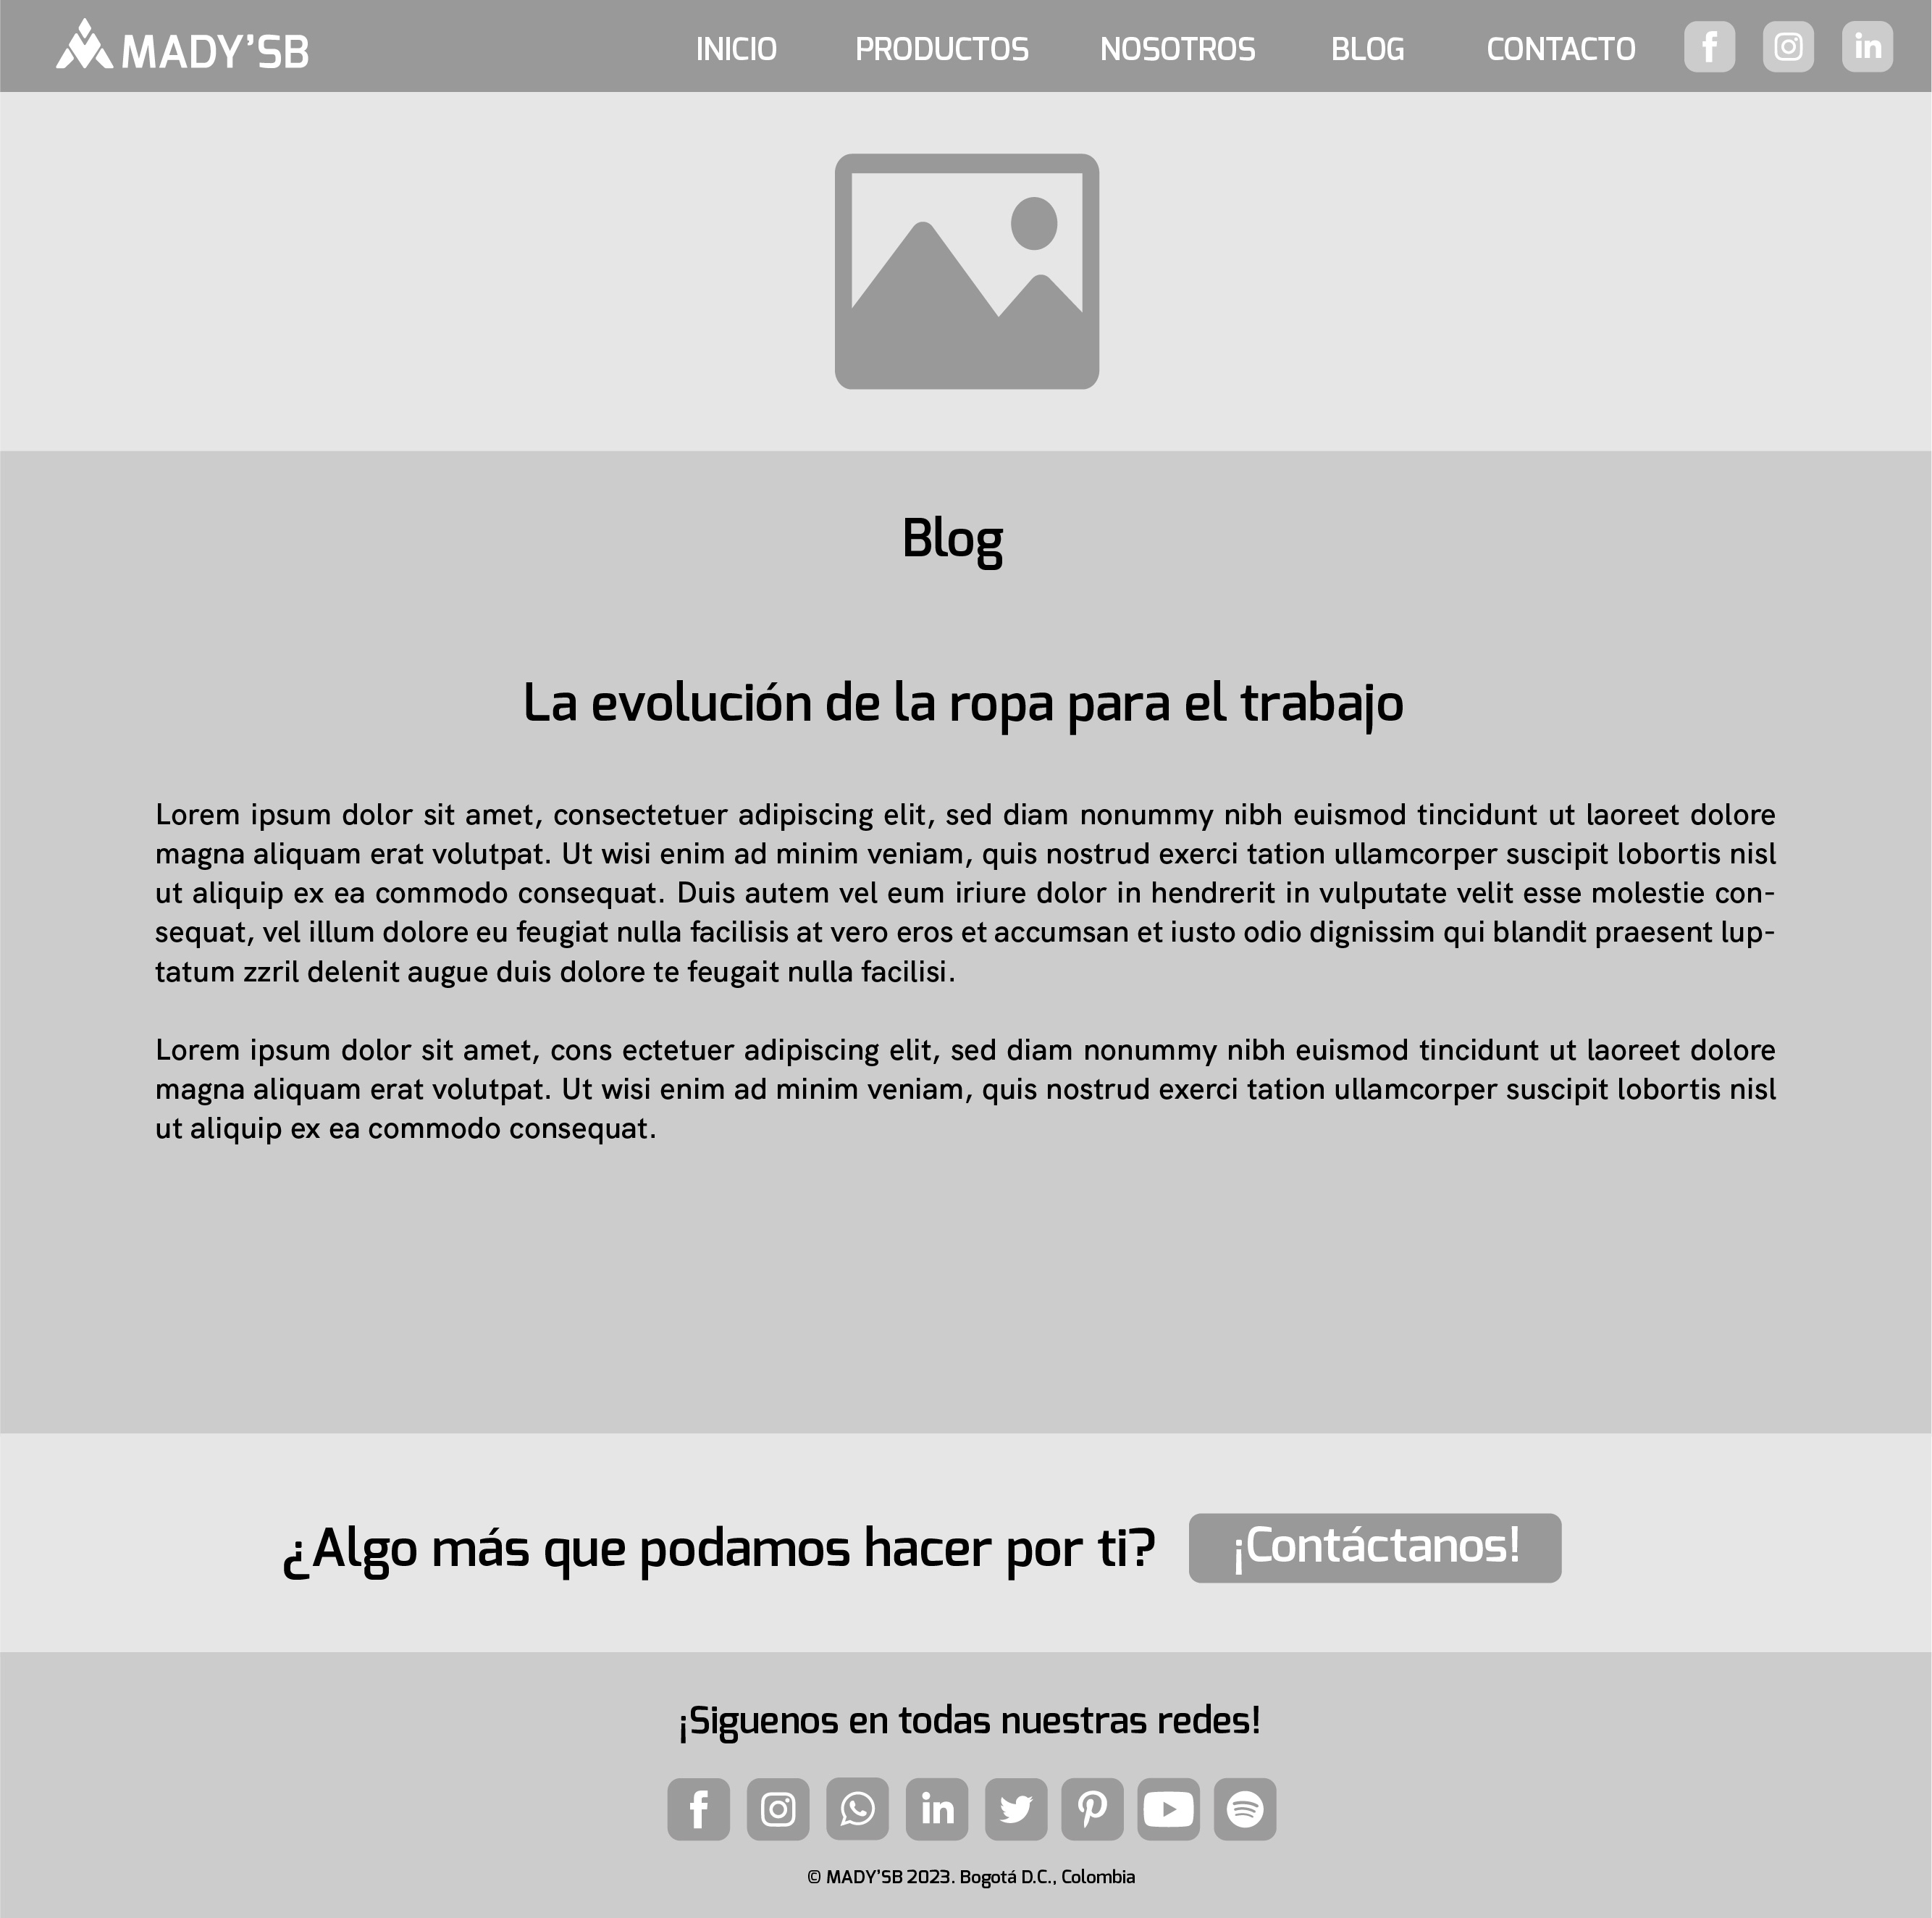 MADY'SB
INICIO PRODUCTOS NOSOTROS BLOG CONTACTO
Blog
La evolución de la ropa para el trabajo
Lorem ipsum dolor sit amet, consectetuer adipiscing elit, sed diam nonummy nibh euismod tincidunt ut laoreet dolore
magna aliquam erat volutpat. Ut wisi enim ad minim veniam, quis nostrud exerci tation ullamcorper suscipit lobortis nisl
ut aliquip ex ea commodo consequat. Duis autem vel eum iriure dolor in hendrerit in vulputate velit esse molestie con-
sequat, vel illum dolore eu feugiat nulla facilisis at vero eros et accumsan et iusto odio dignissim qui blandit praesent lup-
tatum zzril delenit augue duis dolore te feugait nulla facilisi.
Lorem ipsum dolor sit amet, cons ectetuer adipiscing elit, sed diam nonummy nibh euismod tincidunt ut laoreet dolore
magna aliquam erat volutpat. Ut wisi enim ad minim veniam, quis nostrud exerci tation ullamcorper suscipit lobortis nisl
ut aliquip ex ea commodo consequat.
¿Algo más que podamos hacer por ti? ¡Contáctanos!
¡Siguenos en todas nuestras redes!
© MADY'SB 2023. Bogotá D.C., Colombia